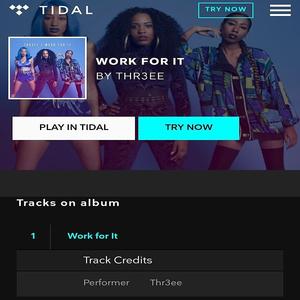 TIDAL
TRY NOW
WORK FOR IT
BY THR3EE
PLAY IN TIDAL
TRY NOW
Tracks on album
1 Work for It
Track Credits
Performer Thr3ee